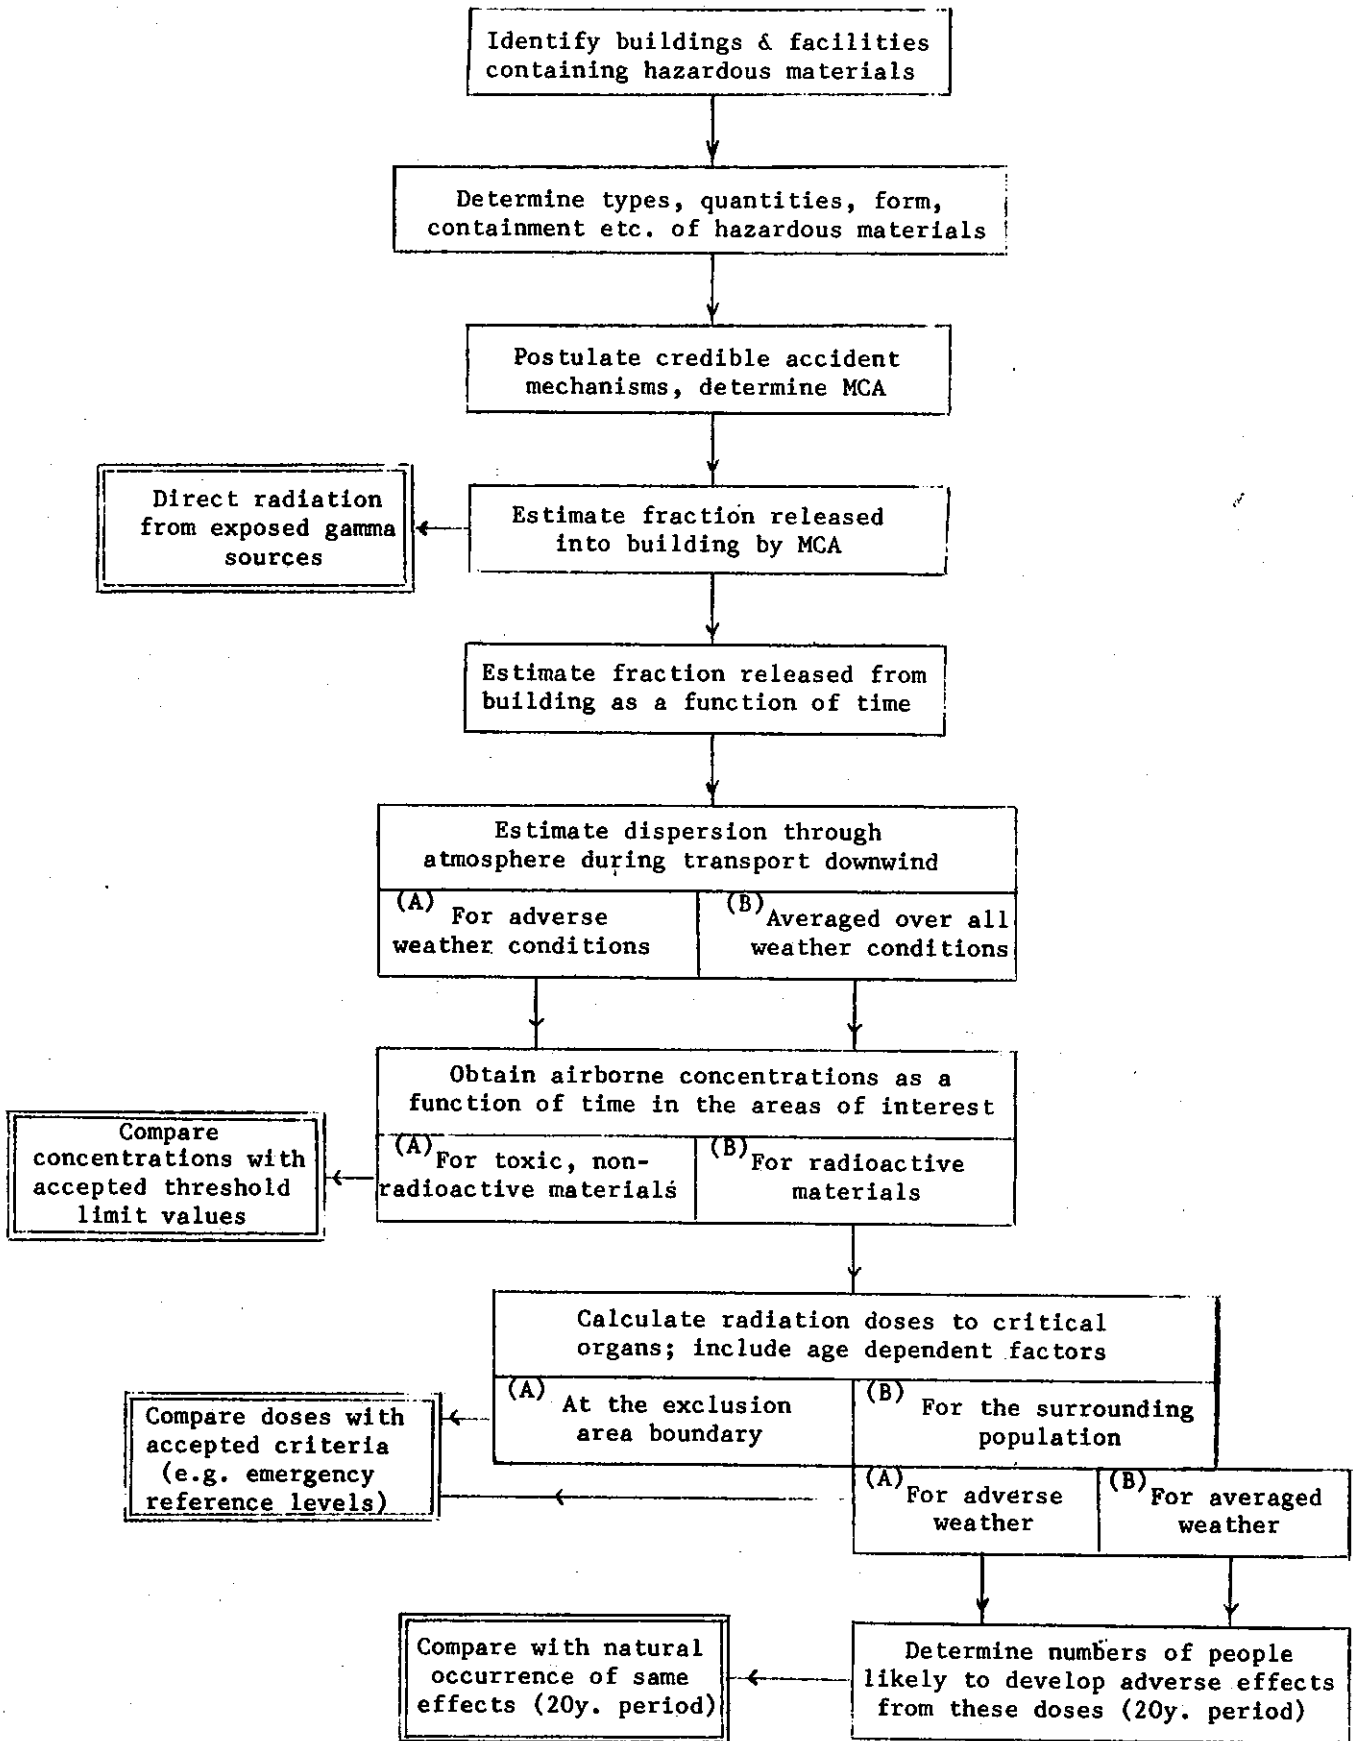 Identify buildings & facilities
containing hazardous materials
Determine types, quantities, form,
containment etc. of hazardous materials
Postulate credible accident
mechanisms, determine MCA
Direct radiation
from exposed gamma
sources
Estimate fraction released
into building by MCA
Estimate fraction released from
building as a function of time
Estimate dispersion through
atmosphere during transport downwind
(A) For adverse
weather conditions
(B) Averaged over all
weather conditions
Obtain airborne concentrations as a
function of time in the areas of interest
Compare
concentrations with
accepted threshold
limit values
(A) For toxic, non-
radioactive materials
(B) For radioactive
materials
Calculate radiation doses to critical
organs; include age dependent factors
(A) At the exclusion
area boundary
(B) For the surrounding
population
Compare doses with
accepted criteria
(e.g. emergency
reference levels)
(A) For adverse
weather
(B) For averaged
weather
Compare with natural
occurrence of same
effects (20y. period)
Determine numbers of people
likely to develop adverse effects
from these doses (20y. period)